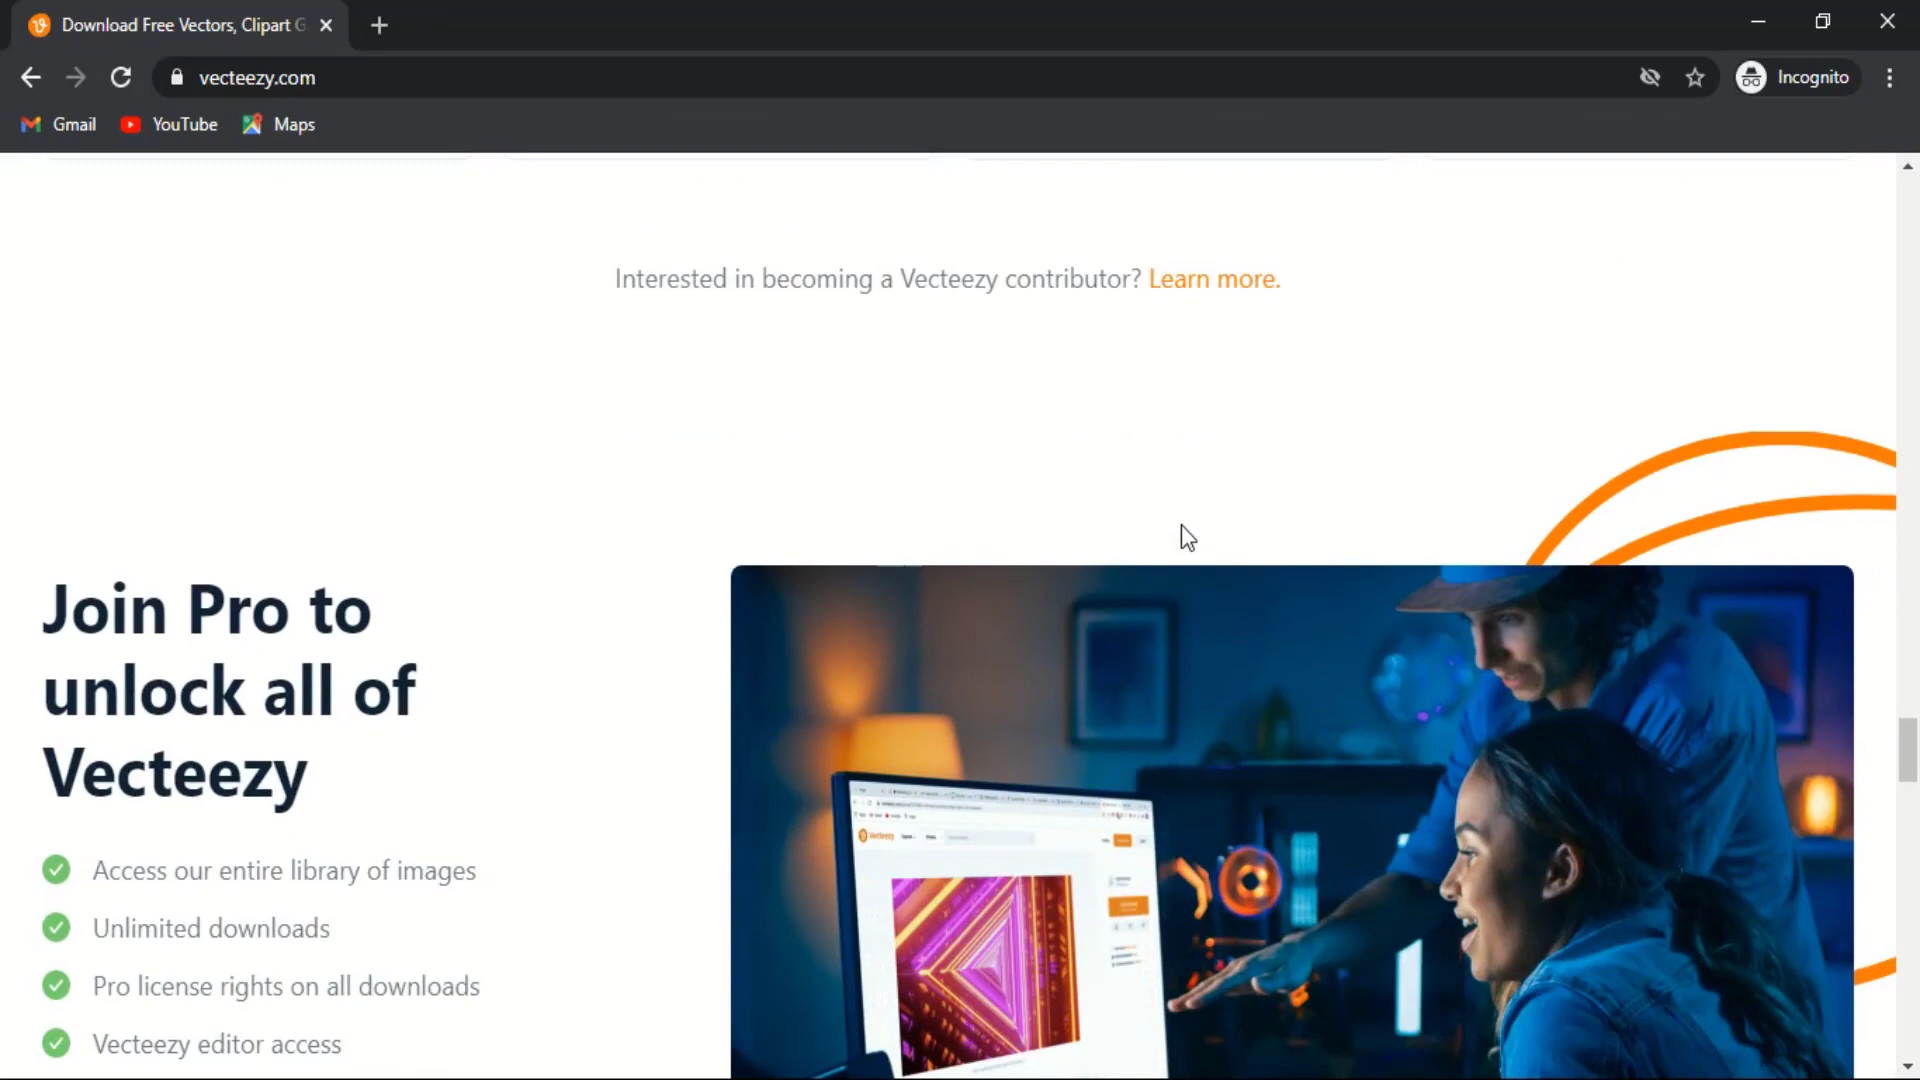 Download Free Vectors, Clipart G
vecteezy.com
Incognito
Gmail
YouTube
Maps
Interested in becoming a Vecteezy contributor? Learn more.
Join Pro to
unlock all of
Vecteezy
Access our entire library of images
Unlimited downloads
Pro license rights on all downloads
Vecteezy editor access
Vecteezy